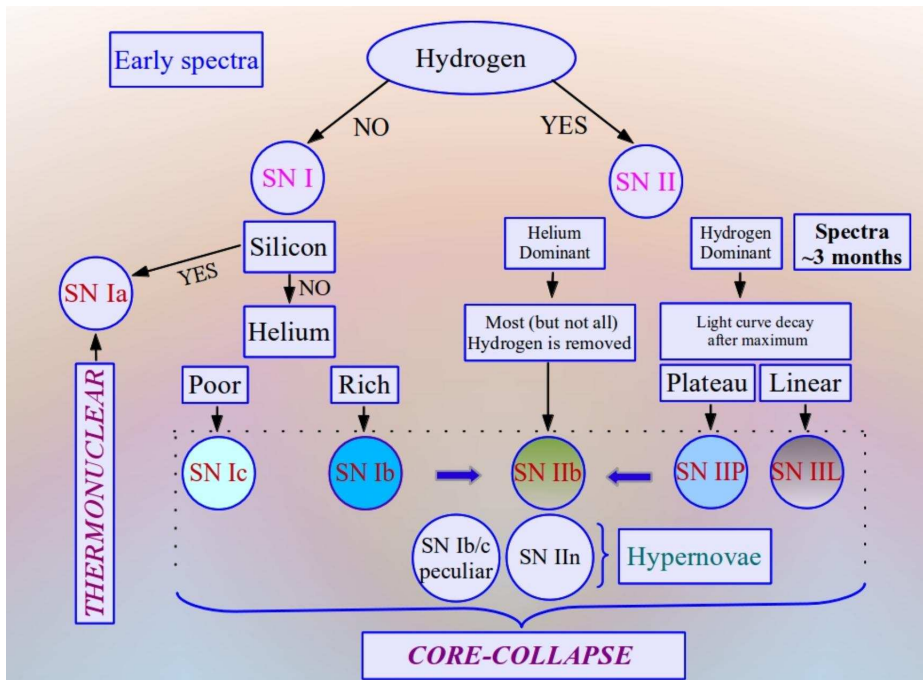 Early spectra
Hydrogen
NO
YES
SN I
SN II
Silicon
YES
NO
SN Ia
Helium
Helium
Dominant
Hydrogen
Dominant
Spectra
~3 months
Most (but not all)
Hydrogen is removed
Light curve decay
after maximum
Poor
Rich
Plateau
Linear
THERMONUCLEAR
SN Ic
SN Ib
SN IIb
SN IIP
SN IIL
SN Ib/c
peculiar
SN IIn
Hypernovae
CORE-COLLAPSE